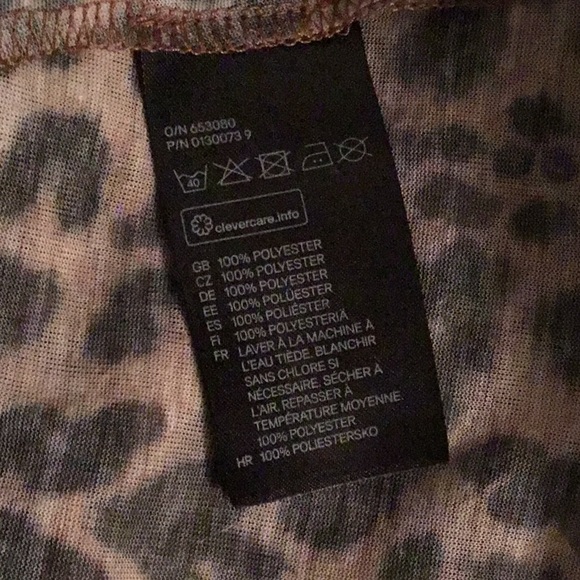 O/N 653080
P/N 0130073 9
40
clevercare.info
GB 100% POLYESTER
CZ 100% POLYESTER
DE 100% POLYESTER
EE 100% POLÜESTER
ES 100% POLIÉSTER
FI 100% POLYESTERIÄ
FR LAVER À LA MACHINE À
L'EAU TIÈDE. BLANCHIR
SANS CHLORE SI
NÉCESSAIRE. SÉCHER À
L'AIR. REPASSER À
TEMPÉRATURE MOYENNE.
100% POLYESTER
HR 100% POLIESTERSKO